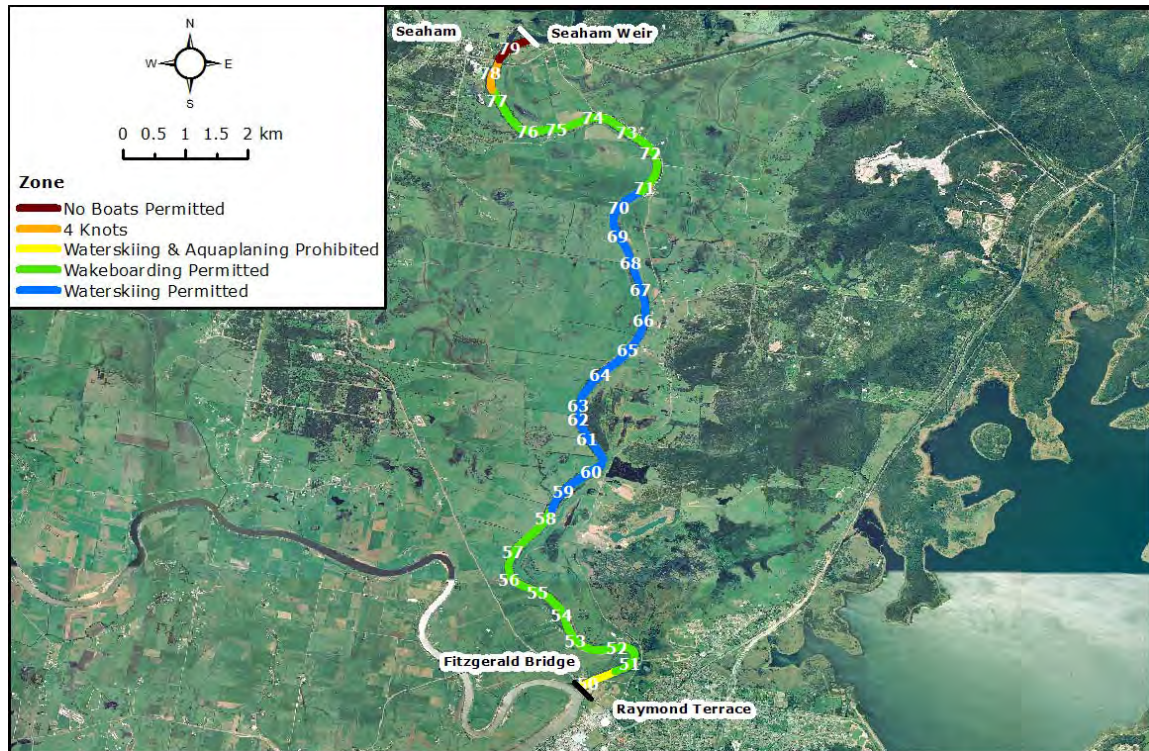 N
W E
S
0 0.5 1 1.5 2 km
Zone
No Boats Permitted
4 Knots
Waterskiing & Aquaplaning Prohibited
Wakeboarding Permitted
Waterskiing Permitted
Seaham
Seaham Weir
79
78
77
76
75
74
73
72
71
70
69
68
67
66
65
64
63
62
61
60
59
58
57
56
55
54
53
52
51
50
Fitzgerald Bridge
Raymond Terrace